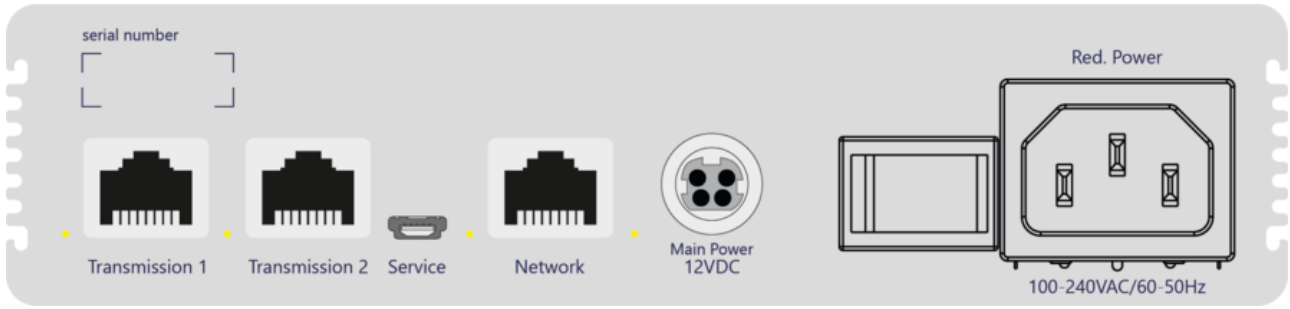 serial number
Red. Power
Transmission 1
Transmission 2
Service
Network
Main Power
12VDC
100-240VAC/60-50Hz